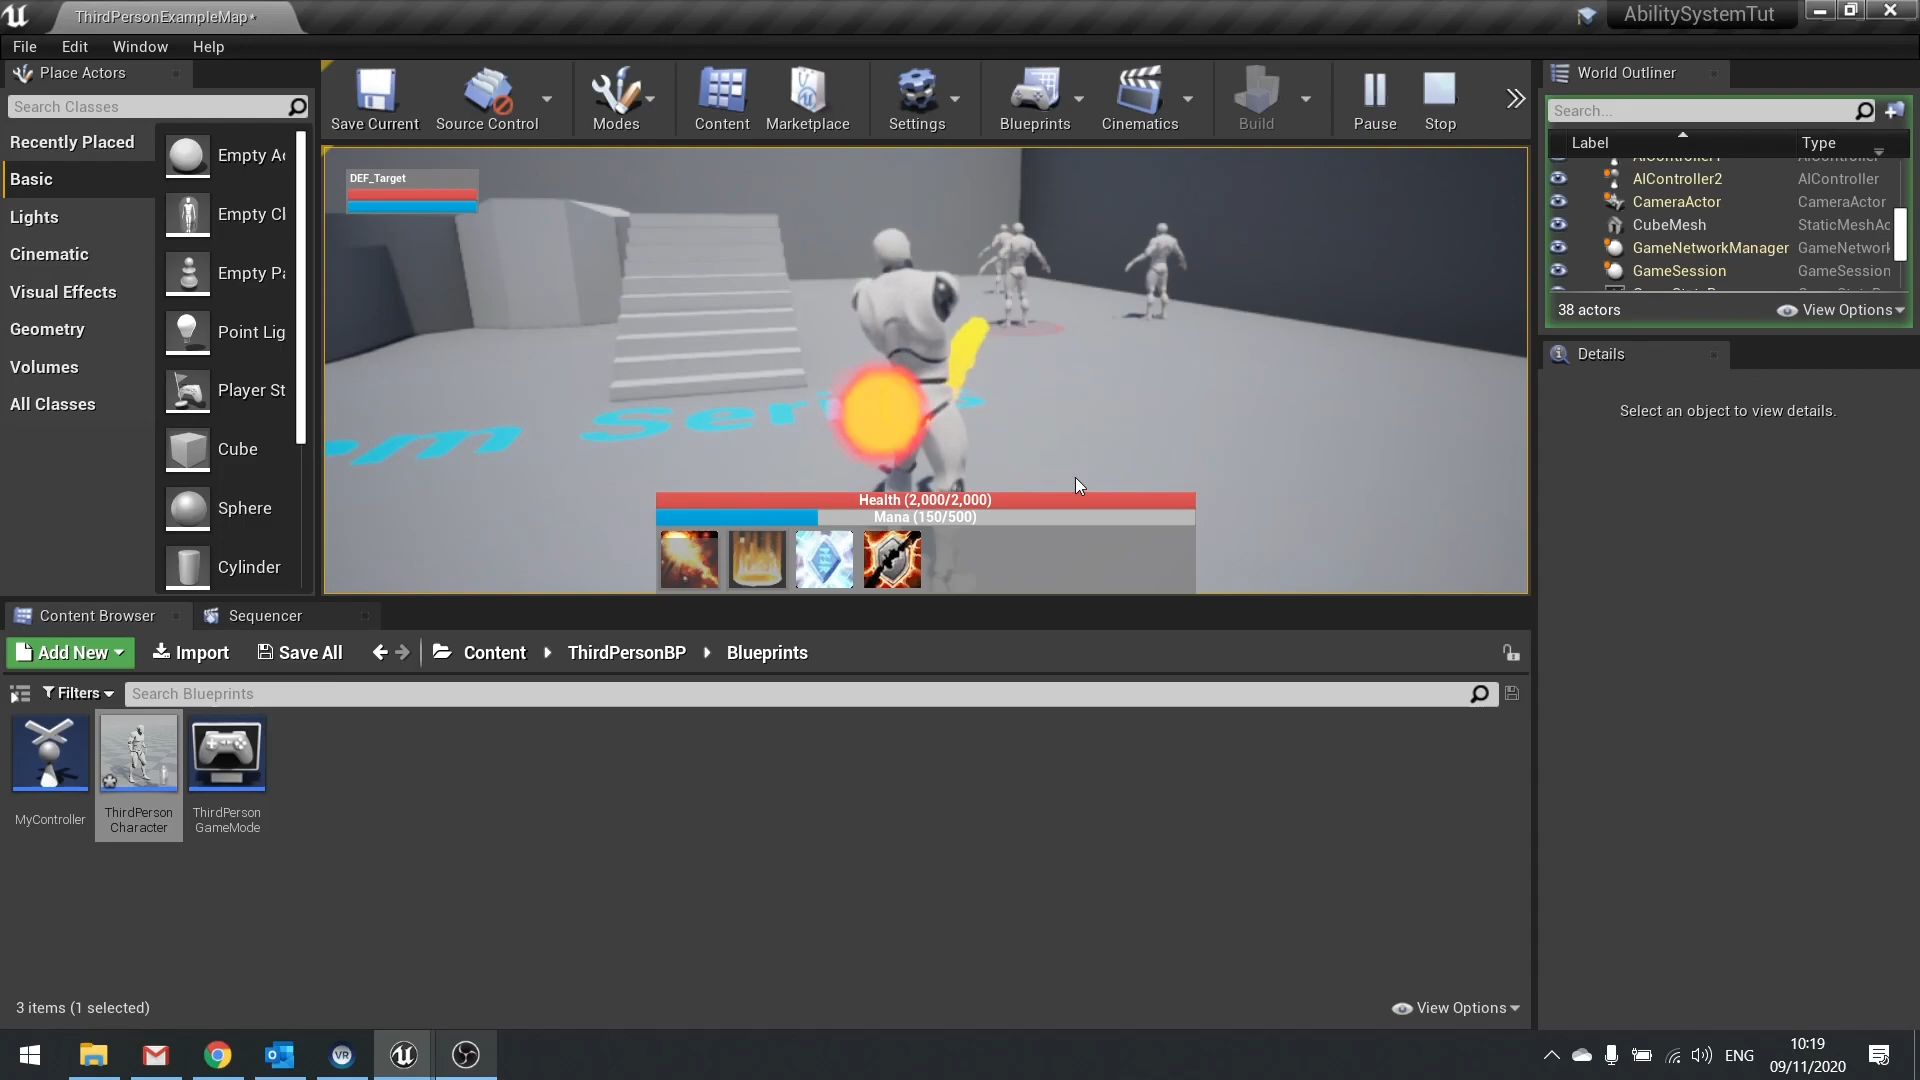 ThirdPersonExampleMap*
AbilitySystemTut
File Edit Window Help
Place Actors
World Outliner
Search Classes
Save Current Source Control Modes Content Marketplace Settings Blueprints Cinematics Build Pause Stop
Search...
Label Type
Recently Placed
Basic
Lights
Cinematic
Visual Effects
Geometry
Volumes
All Classes
Empty Ac
Empty Cl
Empty Pa
Point Lig
Player St
Cube
Sphere
Cylinder
DEF_Target
Health (2,000/2,000)
Mana (150/500)
AIController2 AIController
CameraActor CameraActor
CubeMesh StaticMeshAc
GameNetworkManager GameNetwork
GameSession GameSession
38 actors View Options
Details
Select an object to view details.
Content Browser Sequencer
Add New Import Save All Content ThirdPersonBP Blueprints
Filters Search Blueprints
MyController
ThirdPerson
Character
ThirdPerson
GameMode
3 items (1 selected) View Options
ENG
10:19
09/11/2020